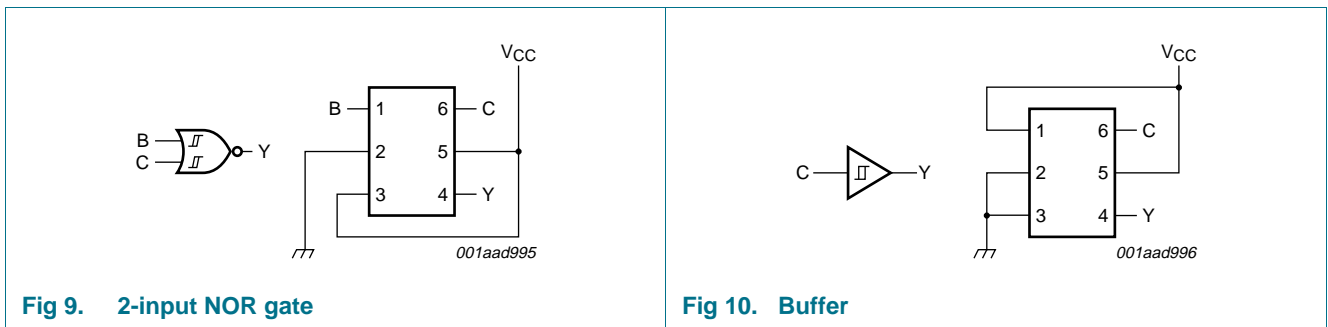 VCC
B 1 6 C
B
C
Y
2 5
3 4 Y
001aad995
Fig 9. 2-input NOR gate
VCC
1 6 C
C Y
2 5
3 4 Y
001aad996
Fig 10. Buffer